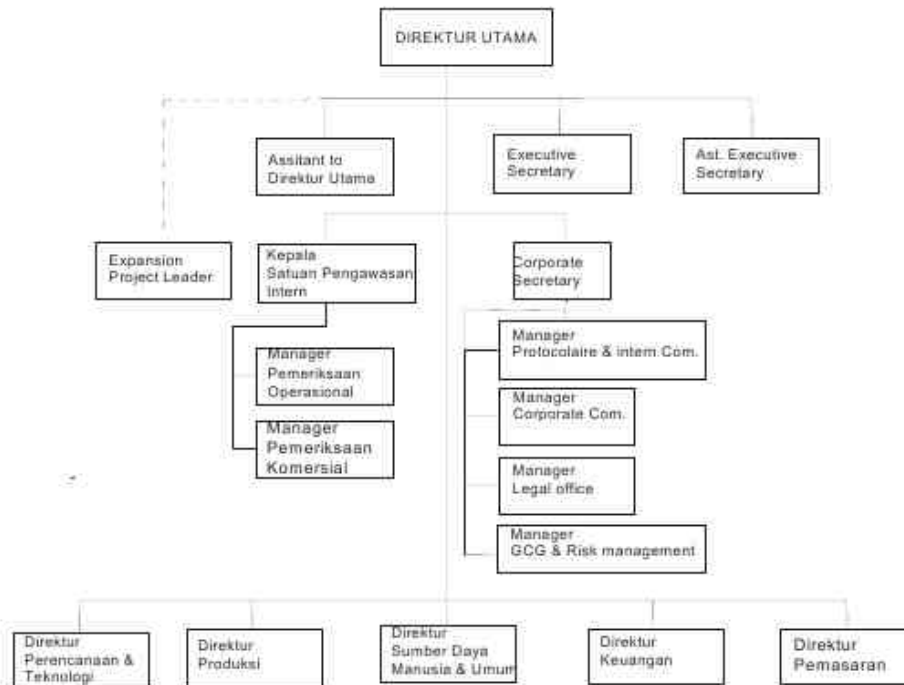 DIREKTUR UTAMA
Assitant to
Direktur Utama
Executive
Secretary
Ast. Executive
Secretary
Expansion
Project Leader
Kepala
Satuan Pengawasan
Intern
Corporate
Secretary
Manager
Pemeriksaan
Operasional
Manager
Pemeriksaan
Komersial
Manager
Protocolaire & intern Com.
Manager
Corporate Com.
Manager
Legal office
Manager
GCG & Risk management
Direktur
Perencanaan &
Teknologi
Direktur
Produksi
Direktur
Sumber Daya
Manusia & Umum
Direktur
Keuangan
Direktur
Pemasaran